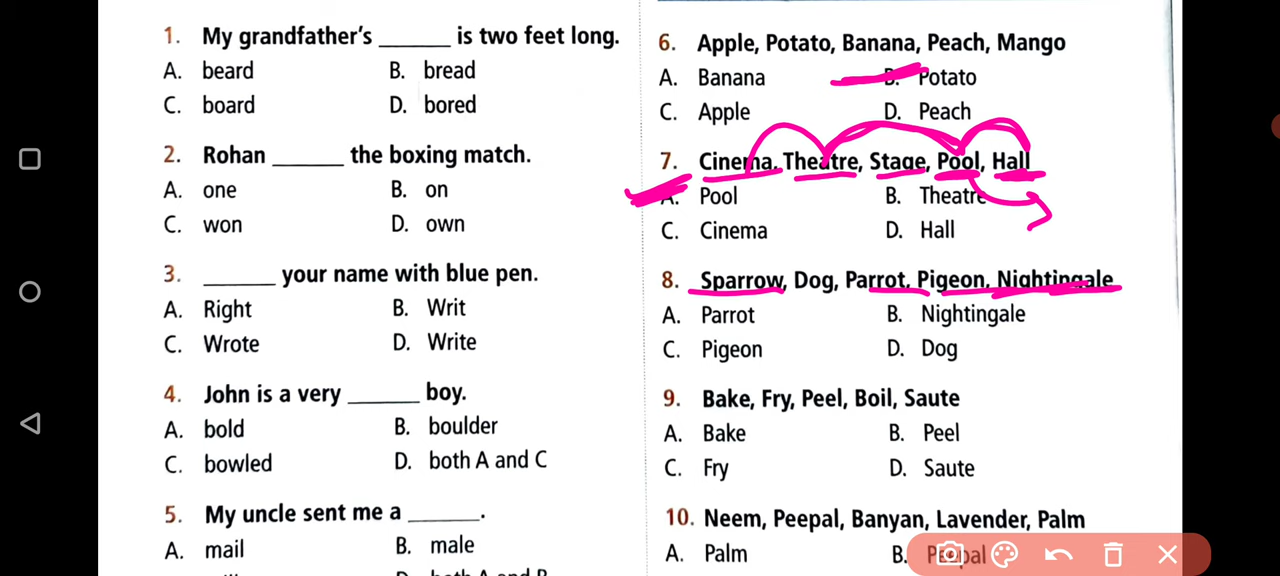 1. My grandfather's ______ is two feet long.
A. beard B. bread
C. board D. bored
2. Rohan ______ the boxing match.
A. one B. on
C. won D. own
3. ______ your name with blue pen.
A. Right B. Writ
C. Wrote D. Write
4. John is a very ______ boy.
A. bold B. boulder
C. bowled D. both A and C
5. My uncle sent me a ______.
A. mail B. male
D. both A and B
6. Apple, Potato, Banana, Peach, Mango
A. Banana B. Potato
C. Apple D. Peach
7. Cinema, Theatre, Stage, Pool, Hall
A. Pool B. Theatre
C. Cinema D. Hall
8. Sparrow, Dog, Parrot, Pigeon, Nightingale
A. Parrot B. Nightingale
C. Pigeon D. Dog
9. Bake, Fry, Peel, Boil, Saute
A. Bake B. Peel
C. Fry D. Saute
10. Neem, Peepal, Banyan, Lavender, Palm
A. Palm B. Peepal